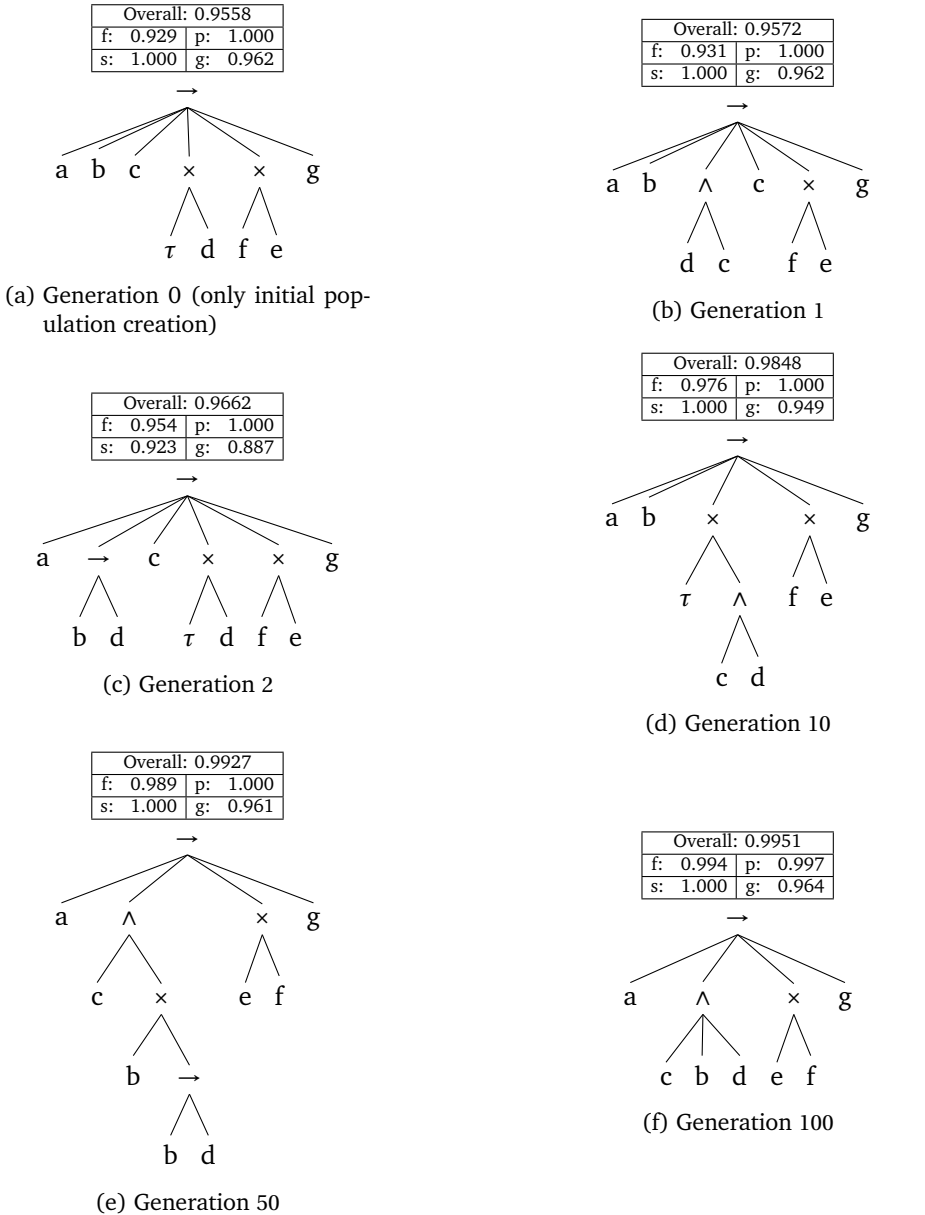 Overall: 0.9558
f: 0.929 p: 1.000
s: 1.000 g: 0.962
→
a b c × × g
τ d f e
(a) Generation 0 (only initial pop-
ulation creation)
Overall: 0.9572
f: 0.931 p: 1.000
s: 1.000 g: 0.962
→
a b ∧ c × g
d c f e
(b) Generation 1
Overall: 0.9662
f: 0.954 p: 1.000
s: 0.923 g: 0.887
→
a → c × × g
b d τ d f e
(c) Generation 2
Overall: 0.9848
f: 0.976 p: 1.000
s: 1.000 g: 0.949
→
a b × × g
τ ∧ f e
c d
(d) Generation 10
Overall: 0.9927
f: 0.989 p: 1.000
s: 1.000 g: 0.961
→
a ∧ × g
c × e f
b →
b d
(e) Generation 50
Overall: 0.9951
f: 0.994 p: 0.997
s: 1.000 g: 0.964
→
a ∧ × g
c b d e f
(f) Generation 100